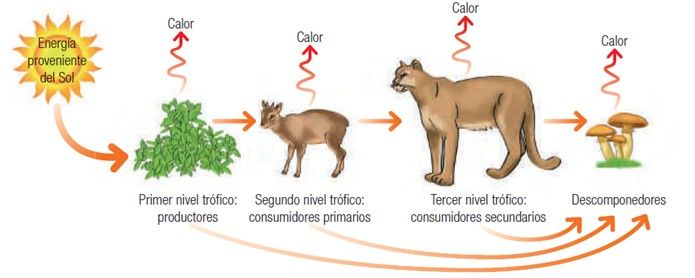 Energía
proveniente
del Sol
Calor
Calor
Calor
Calor
Primer nivel trófico:
productores
Segundo nivel trófico:
consumidores primarios
Tercer nivel trófico:
consumidores secundarios
Descomponedores